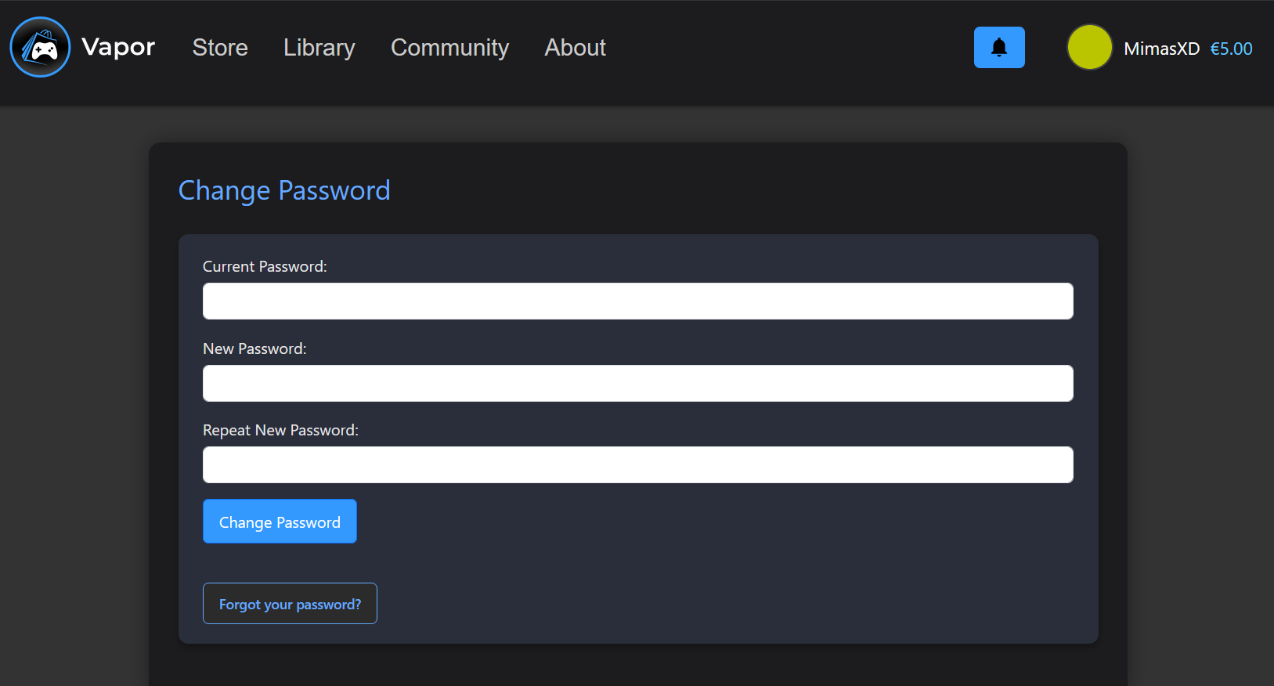 Vapor Store Library Community About MimasXD €5.00
Change Password
Current Password:
New Password:
Repeat New Password:
Change Password
Forgot your password?